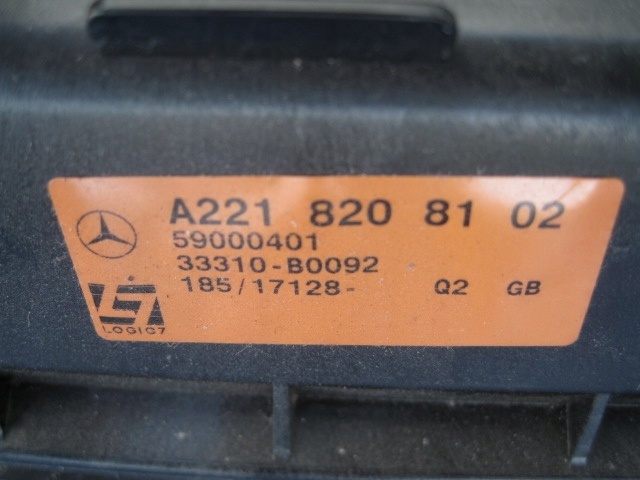 A221 820 81 02
59000401
33310-B0092
185/17128- Q2 GB
LOGIC7